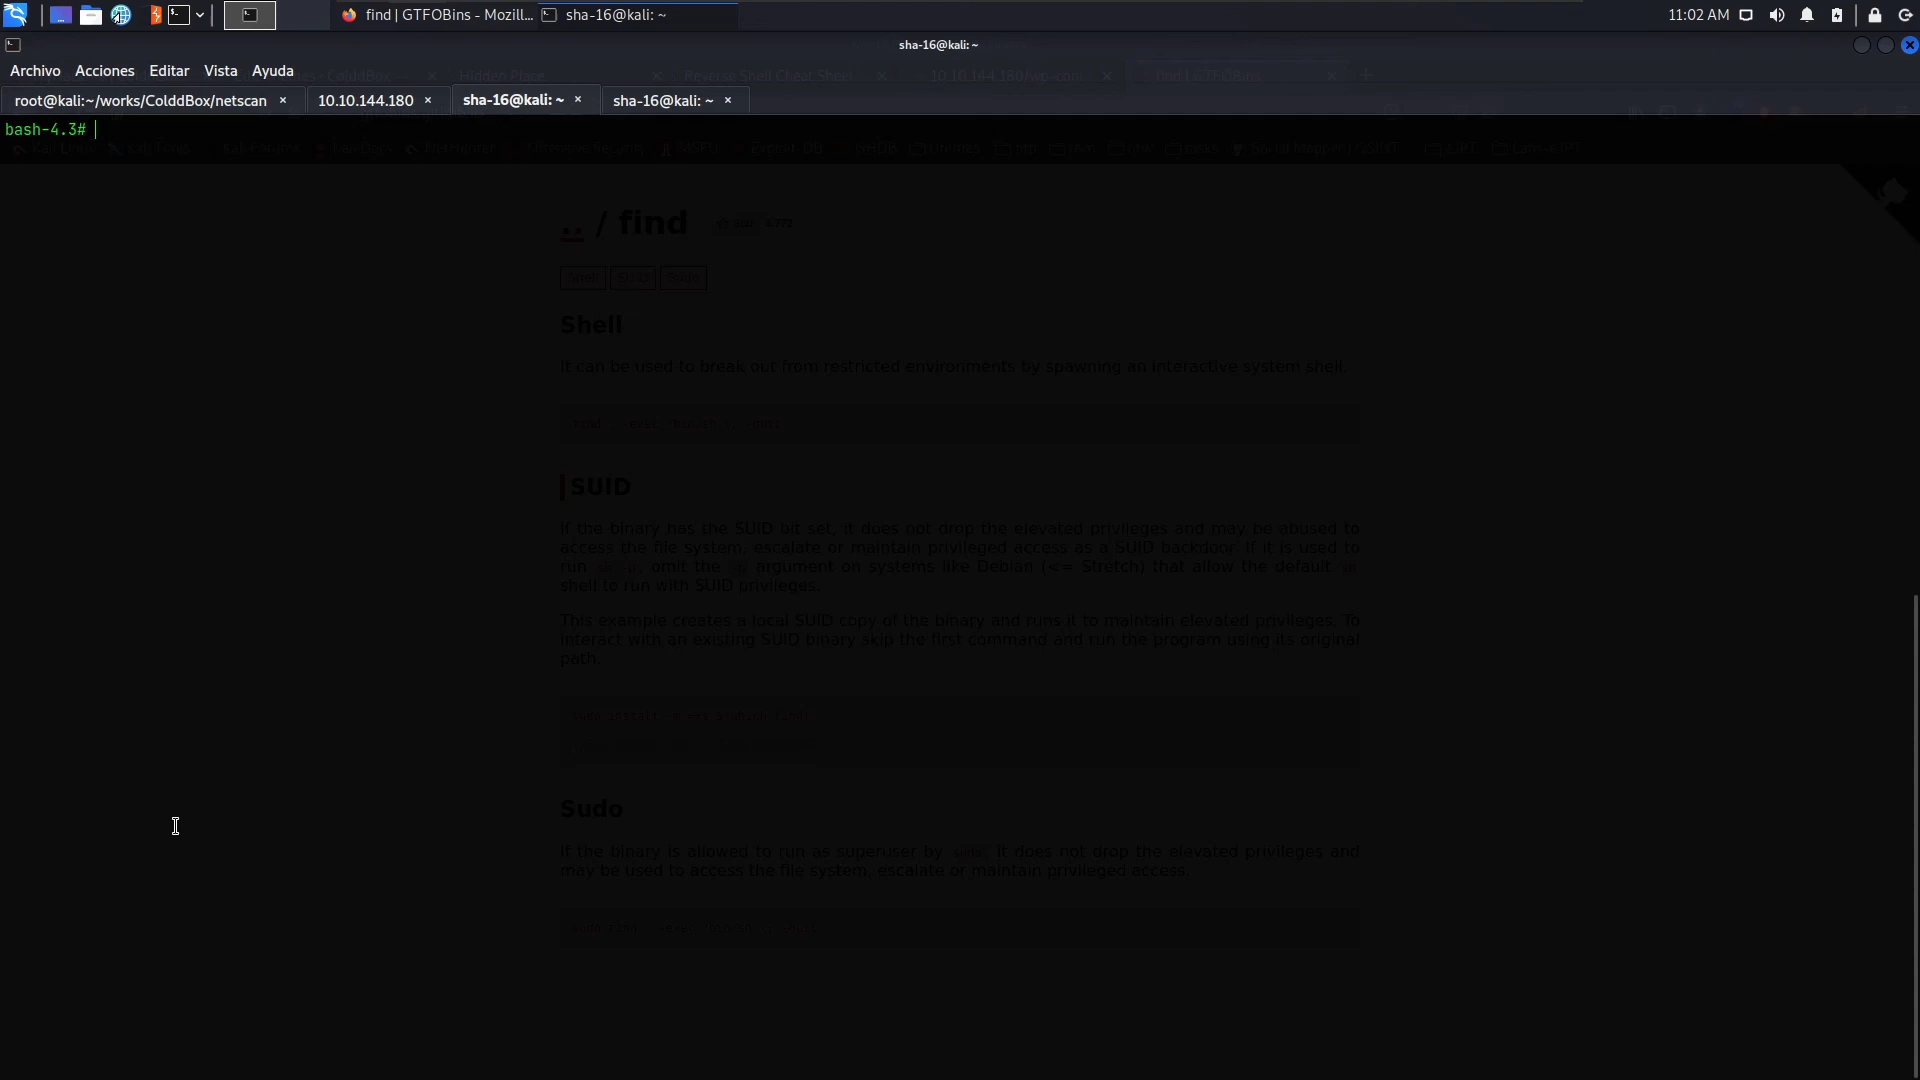 find | GTFOBins - Mozill...
sha-16@kali: ~
11:02 AM
sha-16@kali: ~
Archivo Acciones Editar Vista Ayuda
root@kali:~/works/ColddBox/netscan × 10.10.144.180 × sha-16@kali: ~ × sha-16@kali: ~ ×
bash-4.3#
.. / find
Shell
It can be used to break out from restricted environments by spawning an interactive system shell.
SUID
If the binary has the SUID bit set, it does not drop the elevated privileges and may be abused to
access the file system, escalate or maintain privileged access as a SUID backdoor. If it is used to
run sh -p, omit the -p argument on systems like Debian (<= Stretch) that allow the default sh
shell to run with SUID privileges.
This example creates a local SUID copy of the binary and runs it to maintain elevated privileges. To
interact with an existing SUID binary skip the first command and run the program using its original
path.
Sudo
If the binary is allowed to run as superuser by sudo, it does not drop the elevated privileges and
may be used to access the file system, escalate or maintain privileged access.